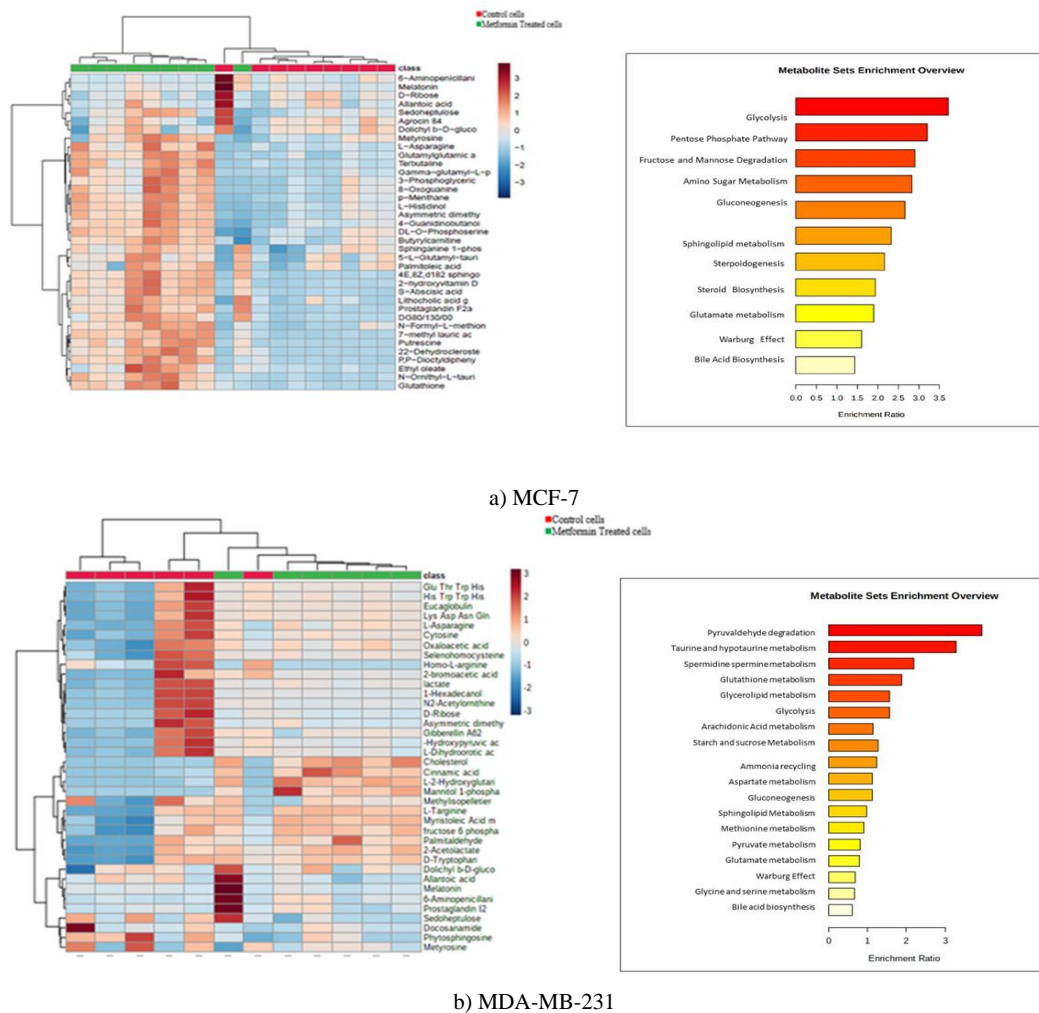 Control cells
Metformin Treated cells
class
6-Aminopenicillani
Melatonin
D-Ribose
Allantoic acid
Sedoheptulose
Agrocin 84
Dolichyl b-D-gluco
Metyrosine
L-Asparagine
Glutamylglutamic a
Terbutaline
Gamma-glutamyl-L-p
3-Phosphoglyceric
8-Oxoguanine
p-Menthane
L-Histidinol
Asymmetric dimethy
4-Guanidinobutanoi
DL-O-Phosphoserine
Butyrylcarnitine
Sphinganine 1-phos
5-L-Glutamyl-tauri
Palmitoleic acid
4E,8Z,d182 sphingo
2-hydroxyvitamin D
S-Abscisic acid
Lithocholic acid g
Prostaglandin F2a
DG80/130/00
N-Formyl-L-methion
7-methyl lauric ac
Putrescine
22-Dehydrocleroste
P,P-Dioctyldipheny
Ethyl oleate
N-Ornithyl-L-tauri
Glutathione
3
2
1
0
-1
-2
-3
Metabolite Sets Enrichment Overview
Glycolysis
Pentose Phosphate Pathway
Fructose and Mannose Degradation
Amino Sugar Metabolism
Gluconeogenesis
Sphingolipid metabolism
Sterpoidogenesis
Steroid Biosynthesis
Glutamate metabolism
Warburg Effect
Bile Acid Biosynthesis
0.0 0.5 1.0 1.5 2.0 2.5 3.0 3.5
Enrichment Ratio
a) MCF-7
Control cells
Metformin Treated cells
class
Glu Thr Trp His
His Trp Trp His
Eucaglobulin
Lys Asp Asn Gln
L-Asparagine
Cytosine
Oxaloacetic acid
Selenohomocysteine
Homo-L-arginine
2-bromoacetic acid
lactate
1-Hexadecanol
N2-Acetylornithine
D-Ribose
Asymmetric dimethy
Gibberellin A62
-Hydroxypyruvic ac
L-Dihydroorotic ac
Cholesterol
Cinnamic acid
L-2-Hydroxyglutari
Mannitol 1-phospha
Methylisopelletier
L-Targinine
Myristoleic Acid m
fructose 6 phospha
Palmitaldehyde
2-Acetolactate
D-Tryptophan
Dolichyl b-D-gluco
Allantoic acid
Melatonin
6-Aminopenicillani
Prostaglandin I2
Sedoheptulose
Docosanamide
Phytosphingosine
Metyrosine
3
2
1
0
-1
-2
-3
Metabolite Sets Enrichment Overview
Pyruvaldehyde degradation
Taurine and hypotaurine metabolism
Spermidine spermine metabolism
Glutathione metabolism
Glycerolipid metabolism
Glycolysis
Arachidonic Acid metabolism
Starch and sucrose Metabolism
Ammonia recycling
Aspartate metabolism
Gluconeogenesis
Sphingolipid Metabolism
Methionine metabolism
Pyruvate metabolism
Glutamate metabolism
Warburg Effect
Glycine and serine metabolism
Bile acid biosynthesis
0 1 2 3
Enrichment Ratio
b) MDA-MB-231